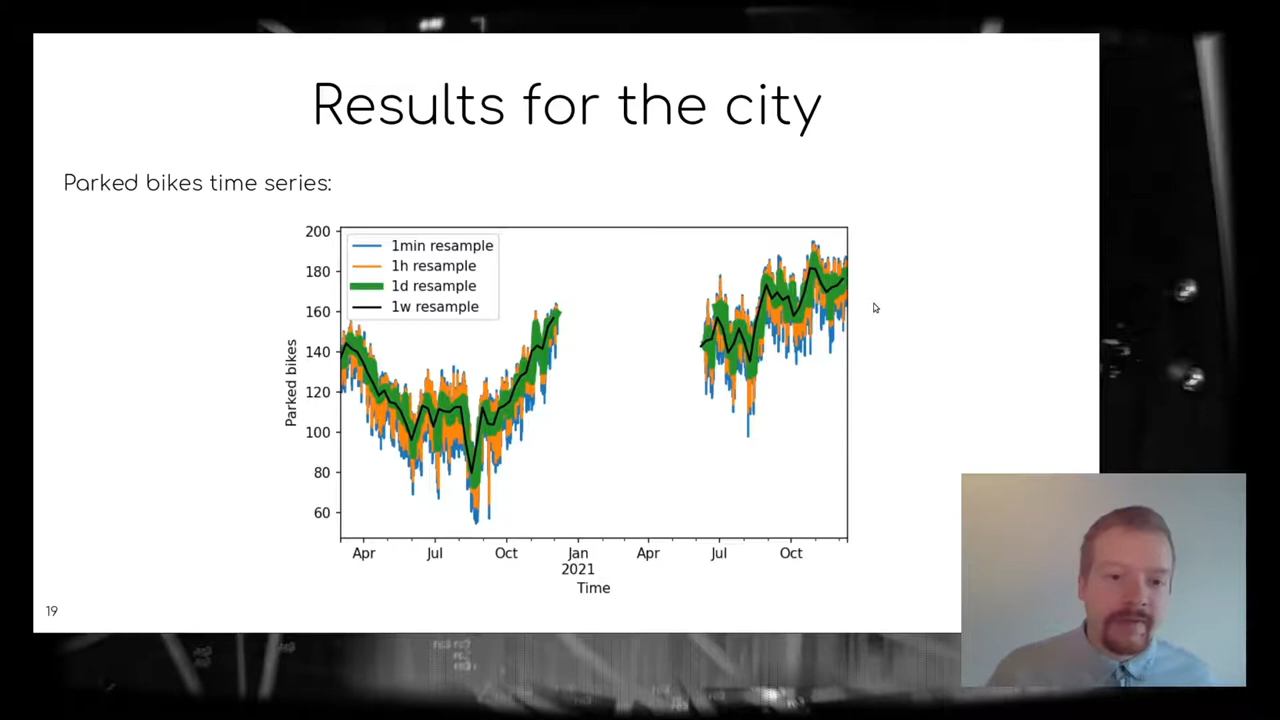 Results for the city
Parked bikes time series:
200
180
160
140
120
100
80
60
Parked bikes
1min resample
1h resample
1d resample
1w resample
Apr Jul Oct Jan Apr Jul Oct
2021
Time
19